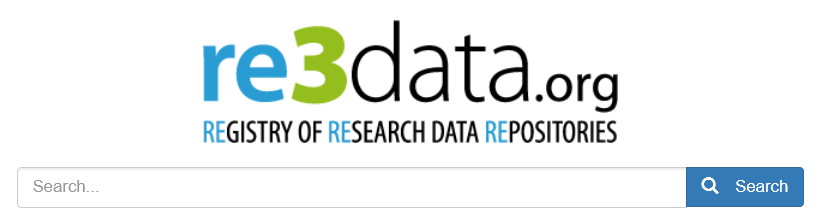 re3data.org
REGISTRY OF RESEARCH DATA REPOSITORIES
Search... Search